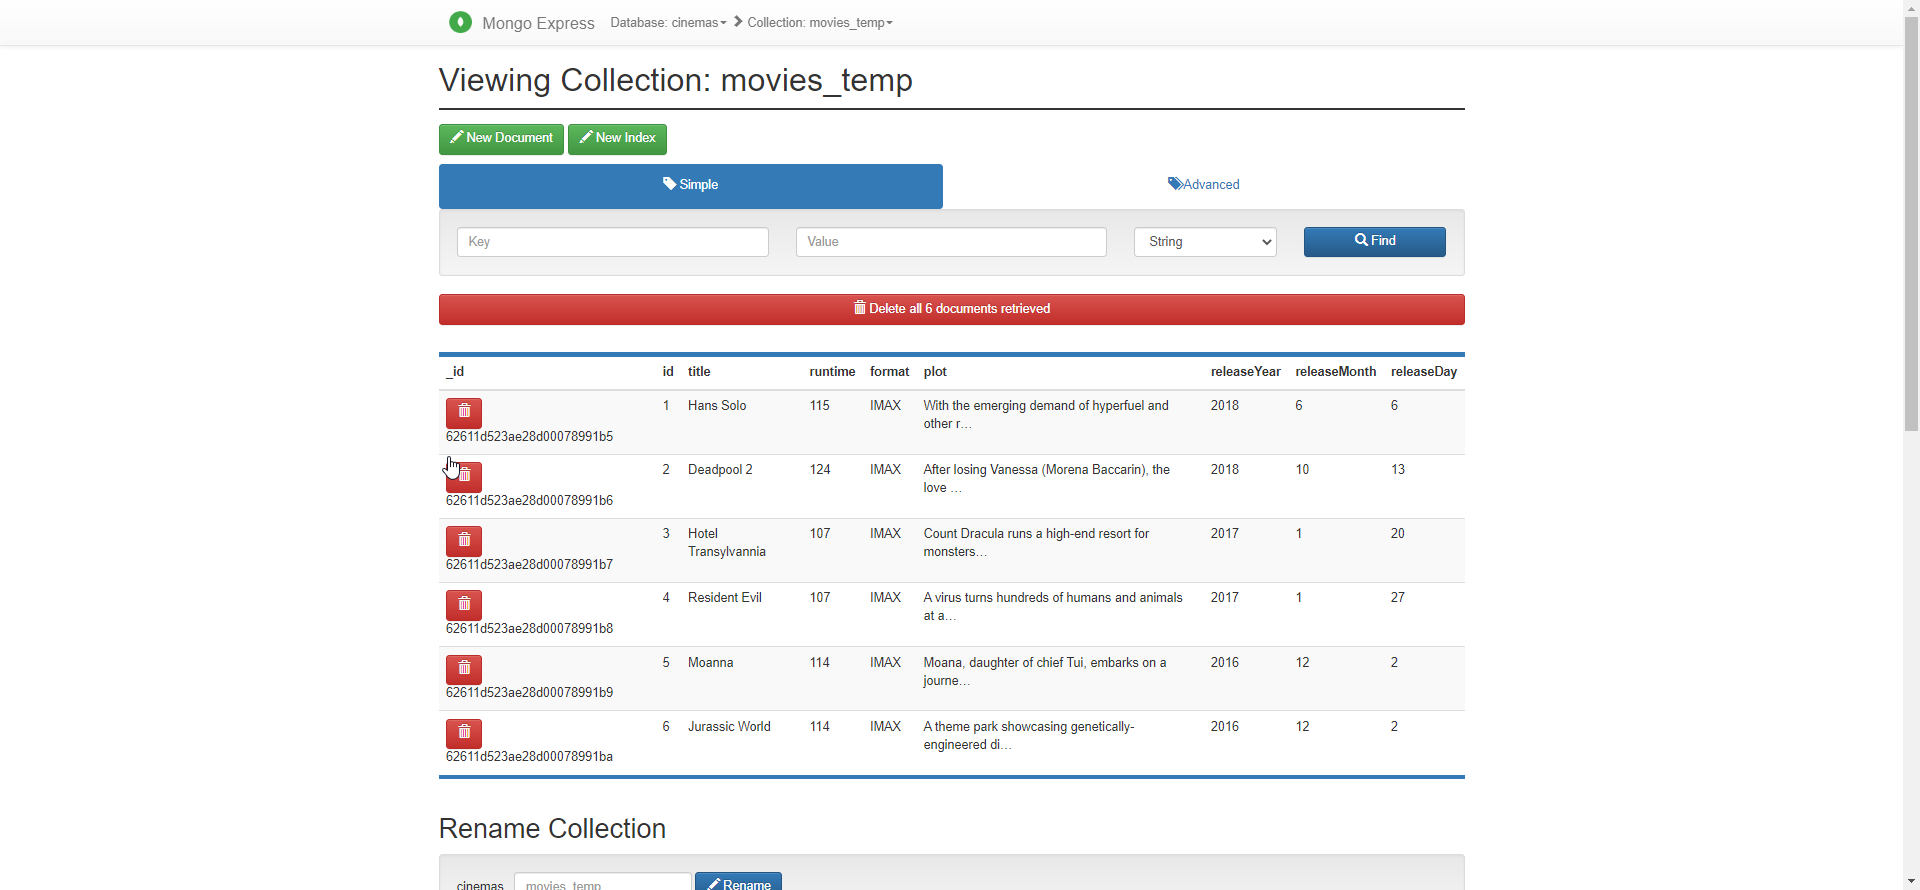 Mongo Express Database: cinemas Collection: movies_temp
Viewing Collection: movies_temp
New Document New Index
Simple Advanced
Key Value String Find
Delete all 6 documents retrieved
_id id title runtime format plot releaseYear releaseMonth releaseDay
1 Hans Solo 115 IMAX With the emerging demand of hyperfuel and 2018 6 6
other r...
62611d523ae28d00078991b5
2 Deadpool 2 124 IMAX After losing Vanessa (Morena Baccarin), the 2018 10 13
love ...
62611d523ae28d00078991b6
3 Hotel 107 IMAX Count Dracula runs a high-end resort for 2017 1 20
Transylvannia monsters...
62611d523ae28d00078991b7
4 Resident Evil 107 IMAX A virus turns hundreds of humans and animals 2017 1 27
at a...
62611d523ae28d00078991b8
5 Moanna 114 IMAX Moana, daughter of chief Tui, embarks on a 2016 12 2
journe...
62611d523ae28d00078991b9
6 Jurassic World 114 IMAX A theme park showcasing genetically- 2016 12 2
engineered di...
62611d523ae28d00078991ba
Rename Collection
cinemas movies_temp Rename